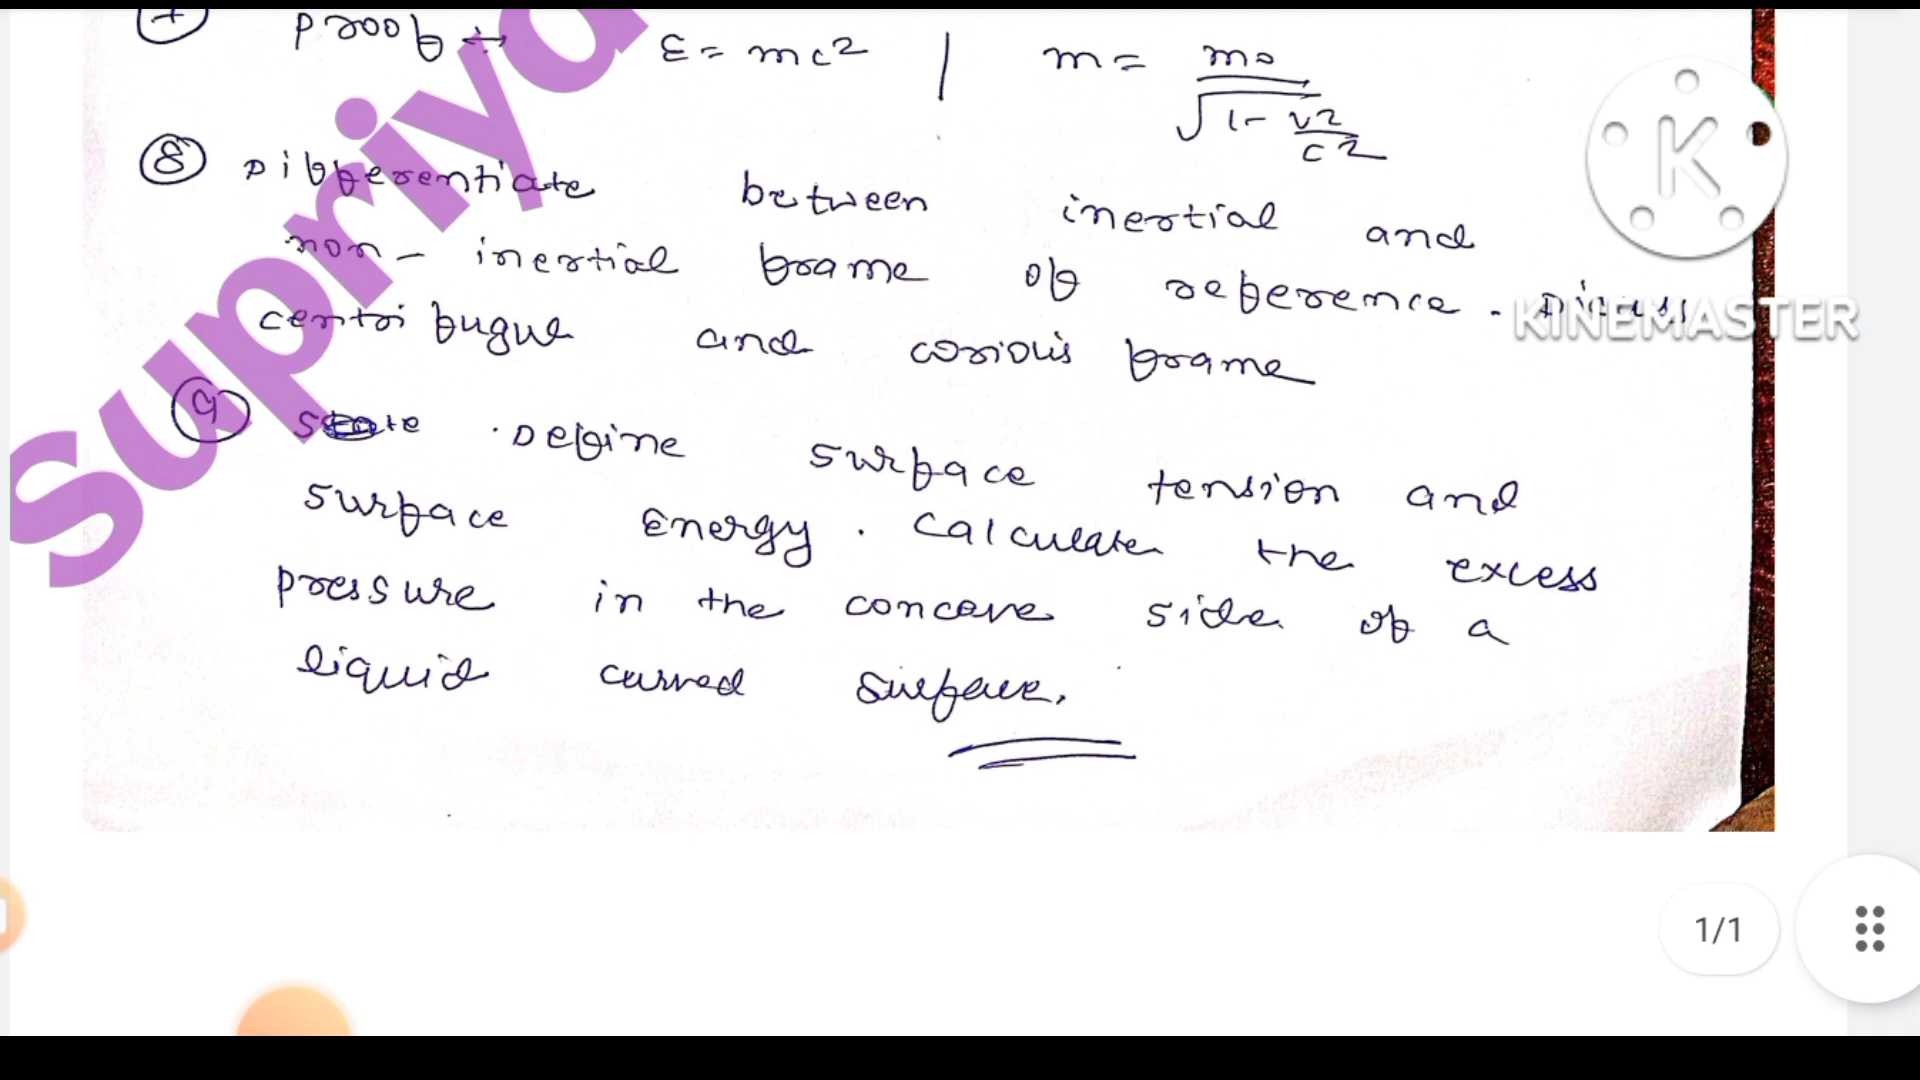 7 Proof → E = mc² | m = m₀ / √1 - v²/c²
8 Differentiate between inertial and
non - inertial frame of reference.
centrifugue and coriolis frame
9 Define surface tension and
surface Energy. Calculate the excess
pressure in the concave side of a
liquid curved surface.
Supriya
K
KINEMASTER
1/1